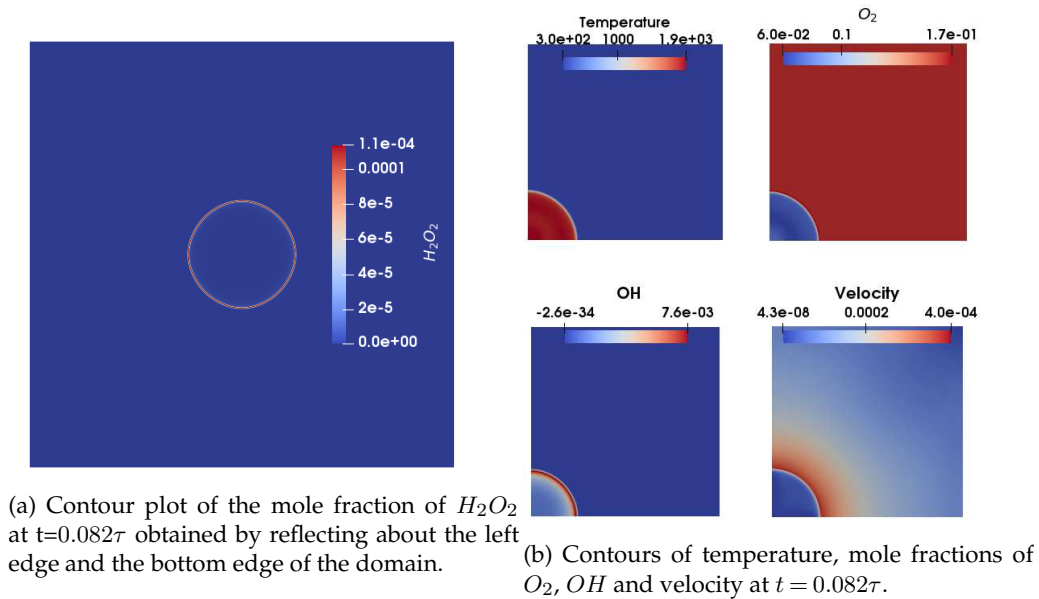 Temperature
3.0e+02 1000 1.9e+03
O₂
6.0e-02 0.1 1.7e-01
1.1e-04
0.0001
8e-5
6e-5
4e-5
2e-5
0.0e+00
H₂O₂
OH
-2.6e-34 7.6e-03
Velocity
4.3e-08 0.0002 4.0e-04
(a) Contour plot of the mole fraction of H₂O₂
at t=0.082τ obtained by reflecting about the left
edge and the bottom edge of the domain.
(b) Contours of temperature, mole fractions of
O₂, OH and velocity at t = 0.082τ.